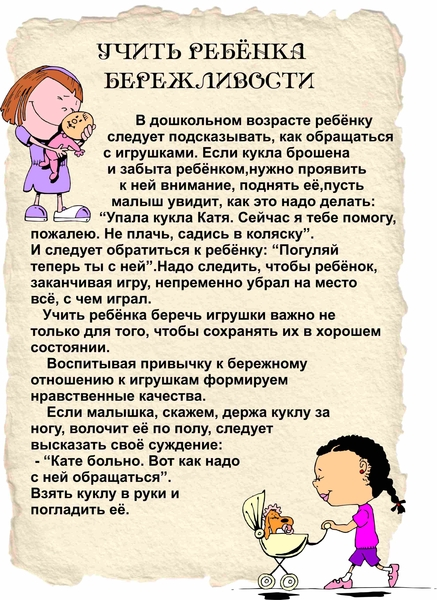 УЧИТЬ РЕБЁНКА
БЕРЕЖЛИВОСТИ
В дошкольном возрасте ребёнку
следует подсказывать, как обращаться
с игрушками. Если кукла брошена
и забыта ребёнком,нужно проявить
к ней внимание, поднять её,пусть
малыш увидит, как это надо делать:
“Упала кукла Катя. Сейчас я тебе помогу,
пожалею. Не плачь, садись в коляску”.
И следует обратиться к ребёнку: “Погуляй
теперь ты с ней”.Надо следить, чтобы ребёнок,
заканчивая игру, непременно убрал на место
всё, с чем играл.
Учить ребёнка беречь игрушки важно не
только для того, чтобы сохранять их в хорошем
состоянии.
Воспитывая привычку к бережному
отношению к игрушкам формируем
нравственные качества.
Если малышка, скажем, держа куклу за
ногу, волочит её по полу, следует
высказать своё суждение:
- “Кате больно. Вот как надо
с ней обращаться”.
Взять куклу в руки и
погладить её.